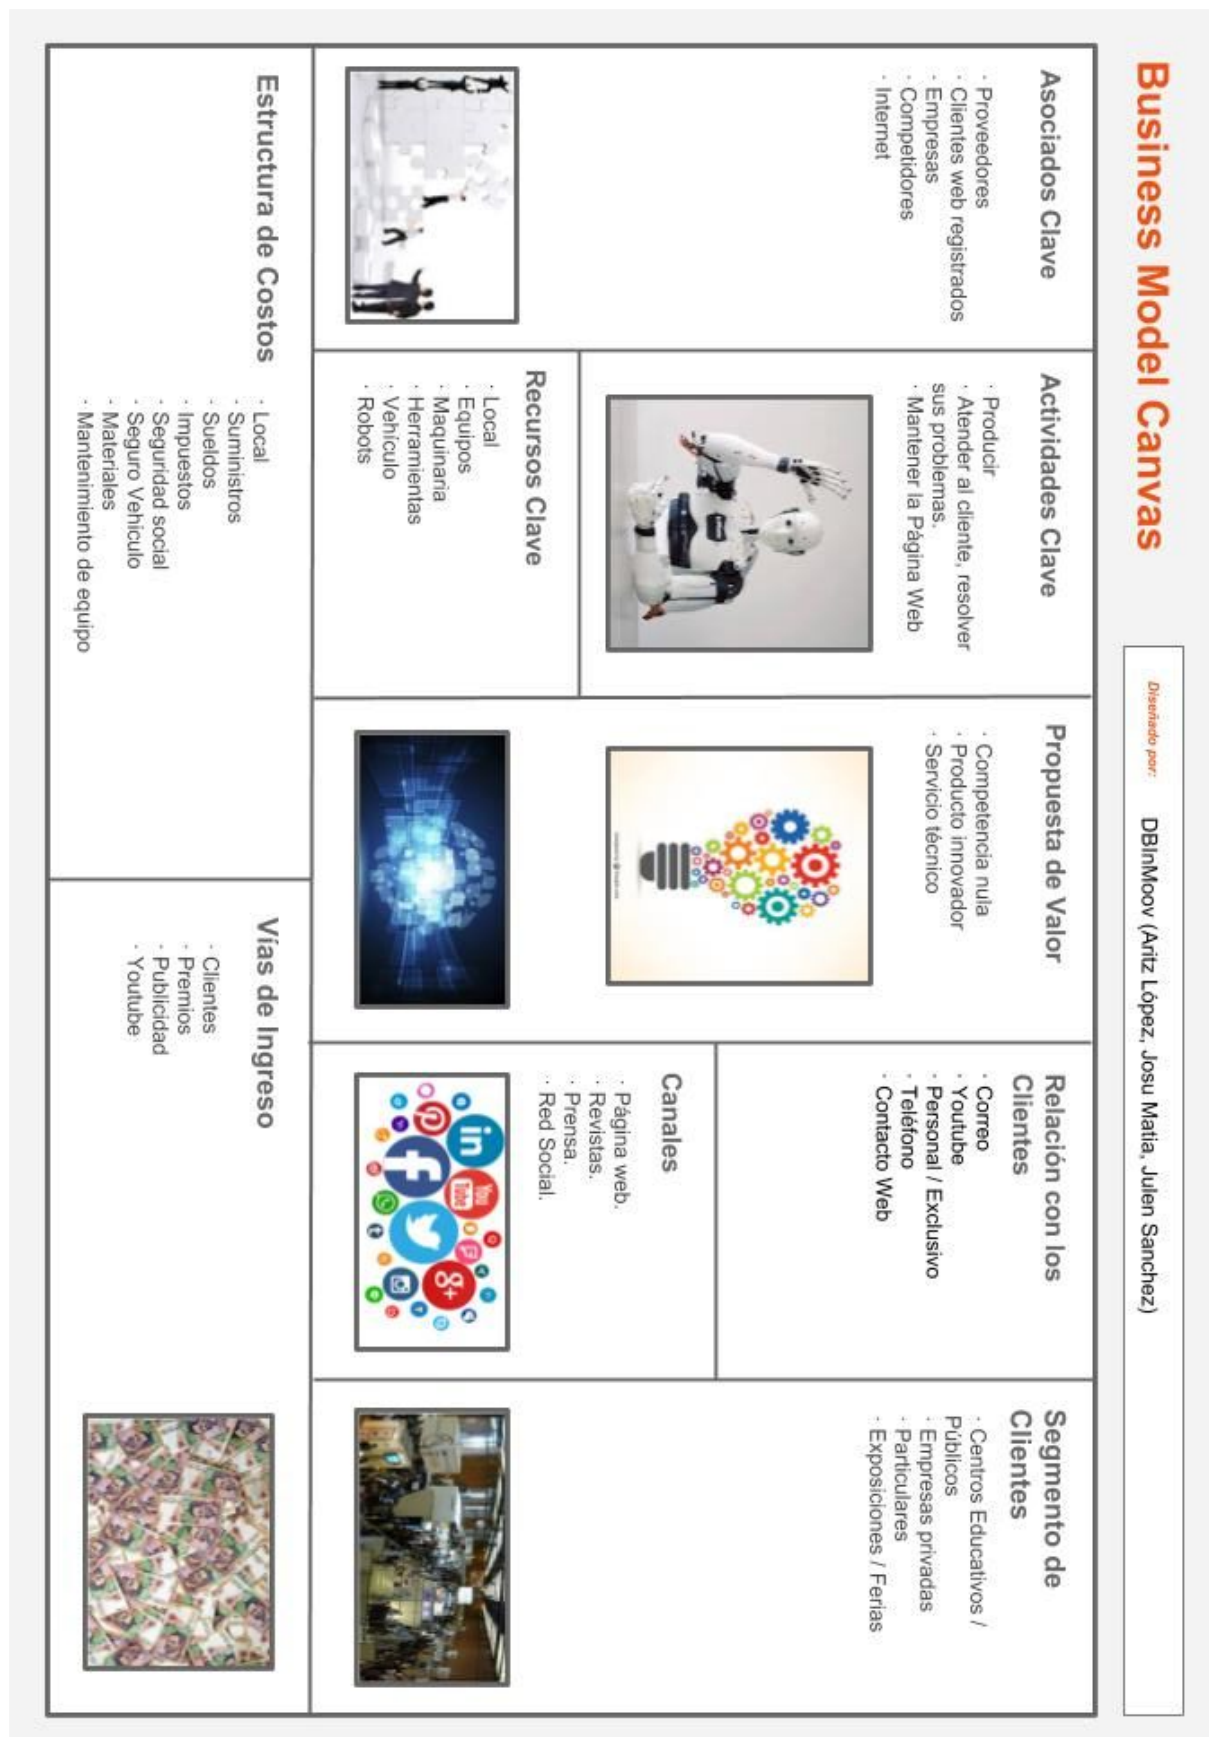 Business Model Canvas
Diseñado por:
DBInMoov (Aritz López, Josu Matia, Julen Sanchez)
Asociados Clave
· Proveedores
· Clientes web registrados
· Empresas
· Competidores
· Internet
Actividades Clave
· Producir
· Atender al cliente, resolver
sus problemas.
· Mantener la Página Web
Recursos Clave
· Local
· Equipos
· Maquinaria
· Herramientas
· Vehículo
· Robots
Propuesta de Valor
· Competencia nula
· Producto innovador
· Servicio técnico
Relación con los
Clientes
· Correo
· Youtube
· Personal / Exclusivo
· Teléfono
· Contacto Web
Canales
· Página web.
· Revistas.
· Prensa.
· Red Social.
in
You
Tube
f
g+
Segmento de
Clientes
· Centros Educativos /
Públicos
· Empresas privadas
· Particulares
· Exposiciones / Ferias
Estructura de Costos
· Local
· Suministros
· Sueldos
· Impuestos
· Seguridad social
· Seguro Vehiculo
· Materiales
· Mantenimiento de equipo
Vías de Ingreso
· Clientes
· Premios
· Publicidad
· Youtube